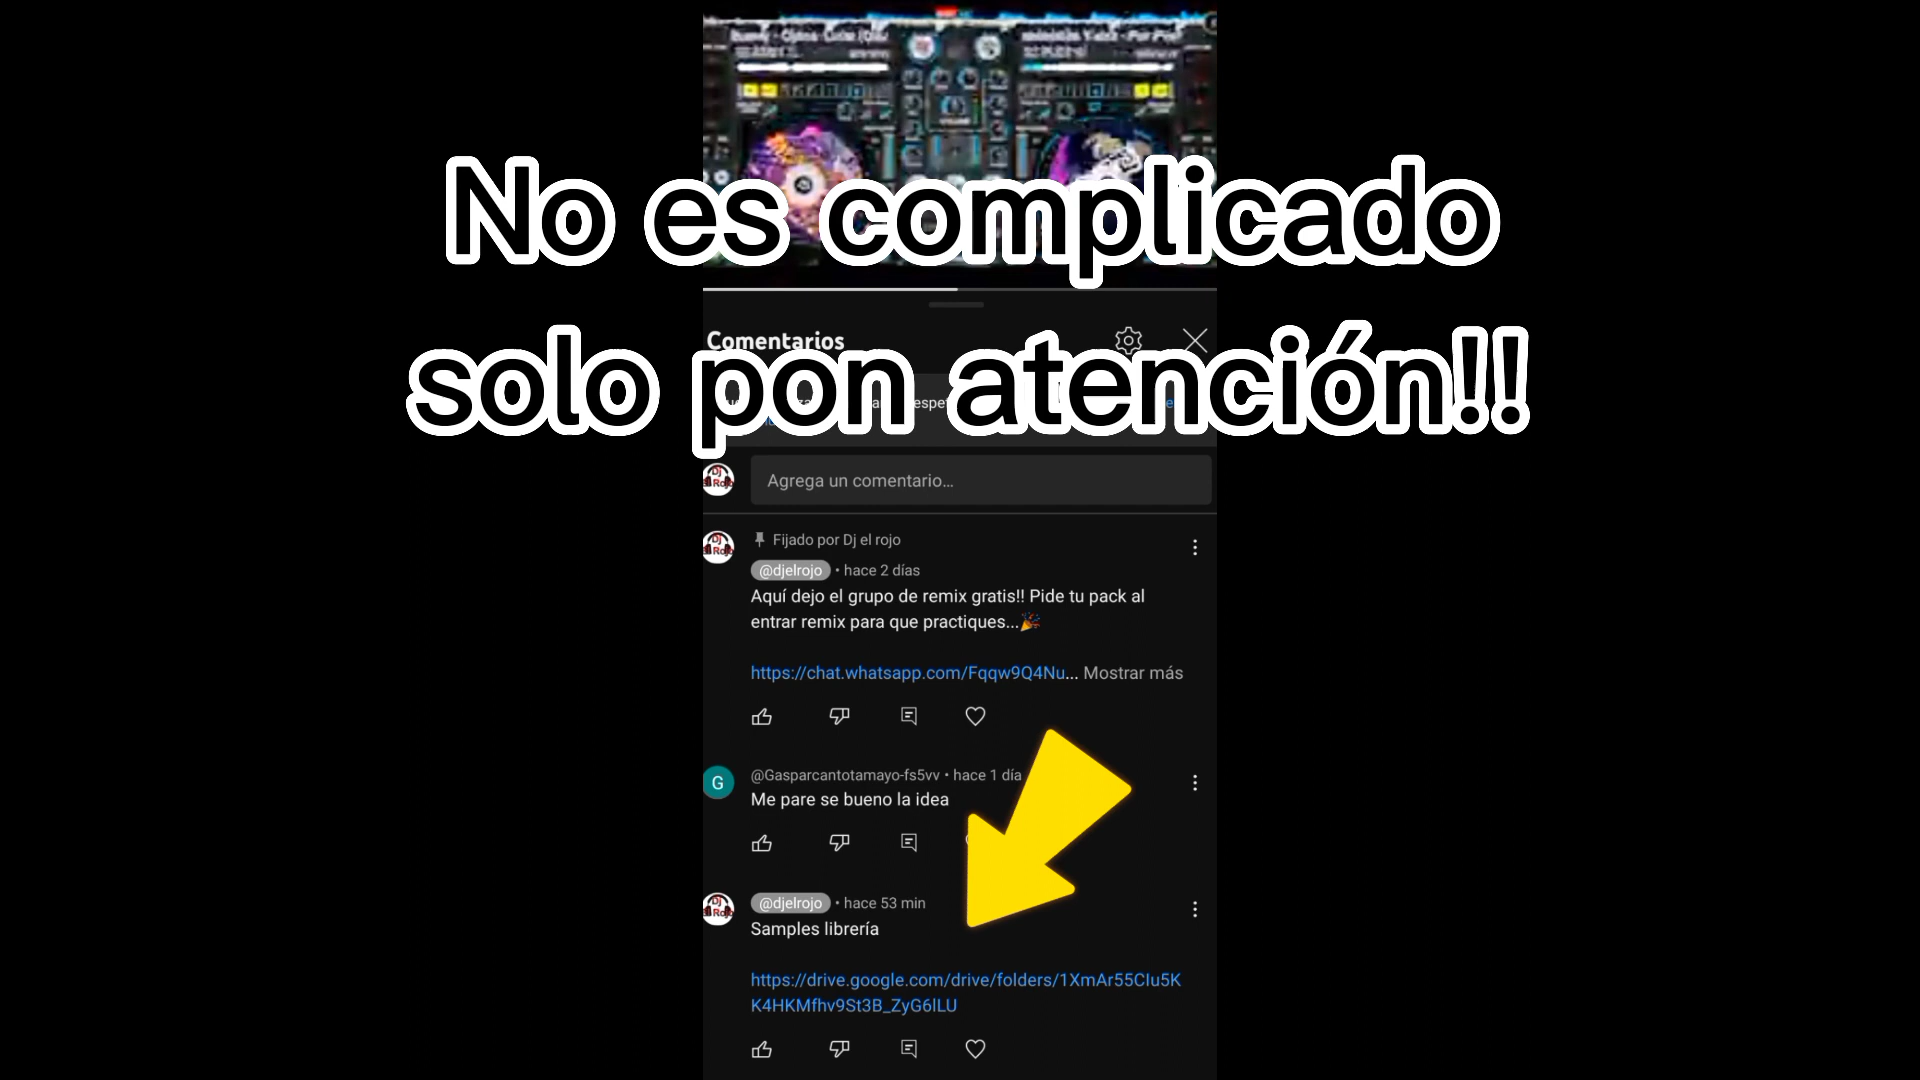 No es complicado
solo pon atención!!
Comentarios
Agrega un comentario...
Fijado por Dj el rojo
@djelrojo • hace 2 días
Aquí dejo el grupo de remix gratis!! Pide tu pack al
entrar remix para que practiques...🎉
https://chat.whatsapp.com/Fqqw9Q4Nu... Mostrar más
G
@Gasparcantotamayo-fs5vv • hace 1 día
Me pare se bueno la idea
@djelrojo • hace 53 min
Samples librería
https://drive.google.com/drive/folders/1XmAr55CIu5K
K4HKMfhv9St3B_ZyG6lLU